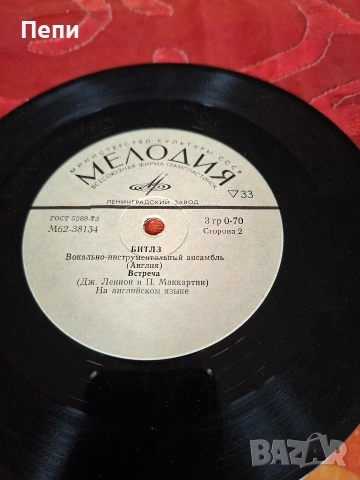 Пепи
МИНИСТЕРСТВО КУЛЬТУРЫ СССР
МЕЛОДИЯ
ВСЕСОЮЗНАЯ ФИРМА ГРАМПЛАСТИНОК
▽33
ЛЕНИНГРАДСКИЙ ЗАВОД
ГОСТ 5289-73
3 гр 0-70
М62-38134
Сторона 2
БИТЛЗ
Вокально-инструментальный ансамбль
(Англия)
Встреча
(Дж. Леннон и П. Маккартни)
На английском языке
BAZAR